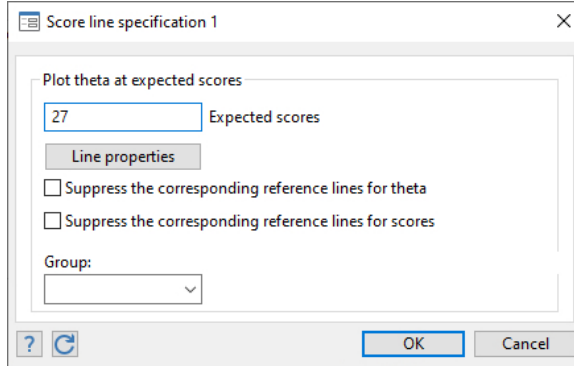 Score line specification 1
Plot theta at expected scores
27 Expected scores
Line properties
Suppress the corresponding reference lines for theta
Suppress the corresponding reference lines for scores
Group:
? OK Cancel